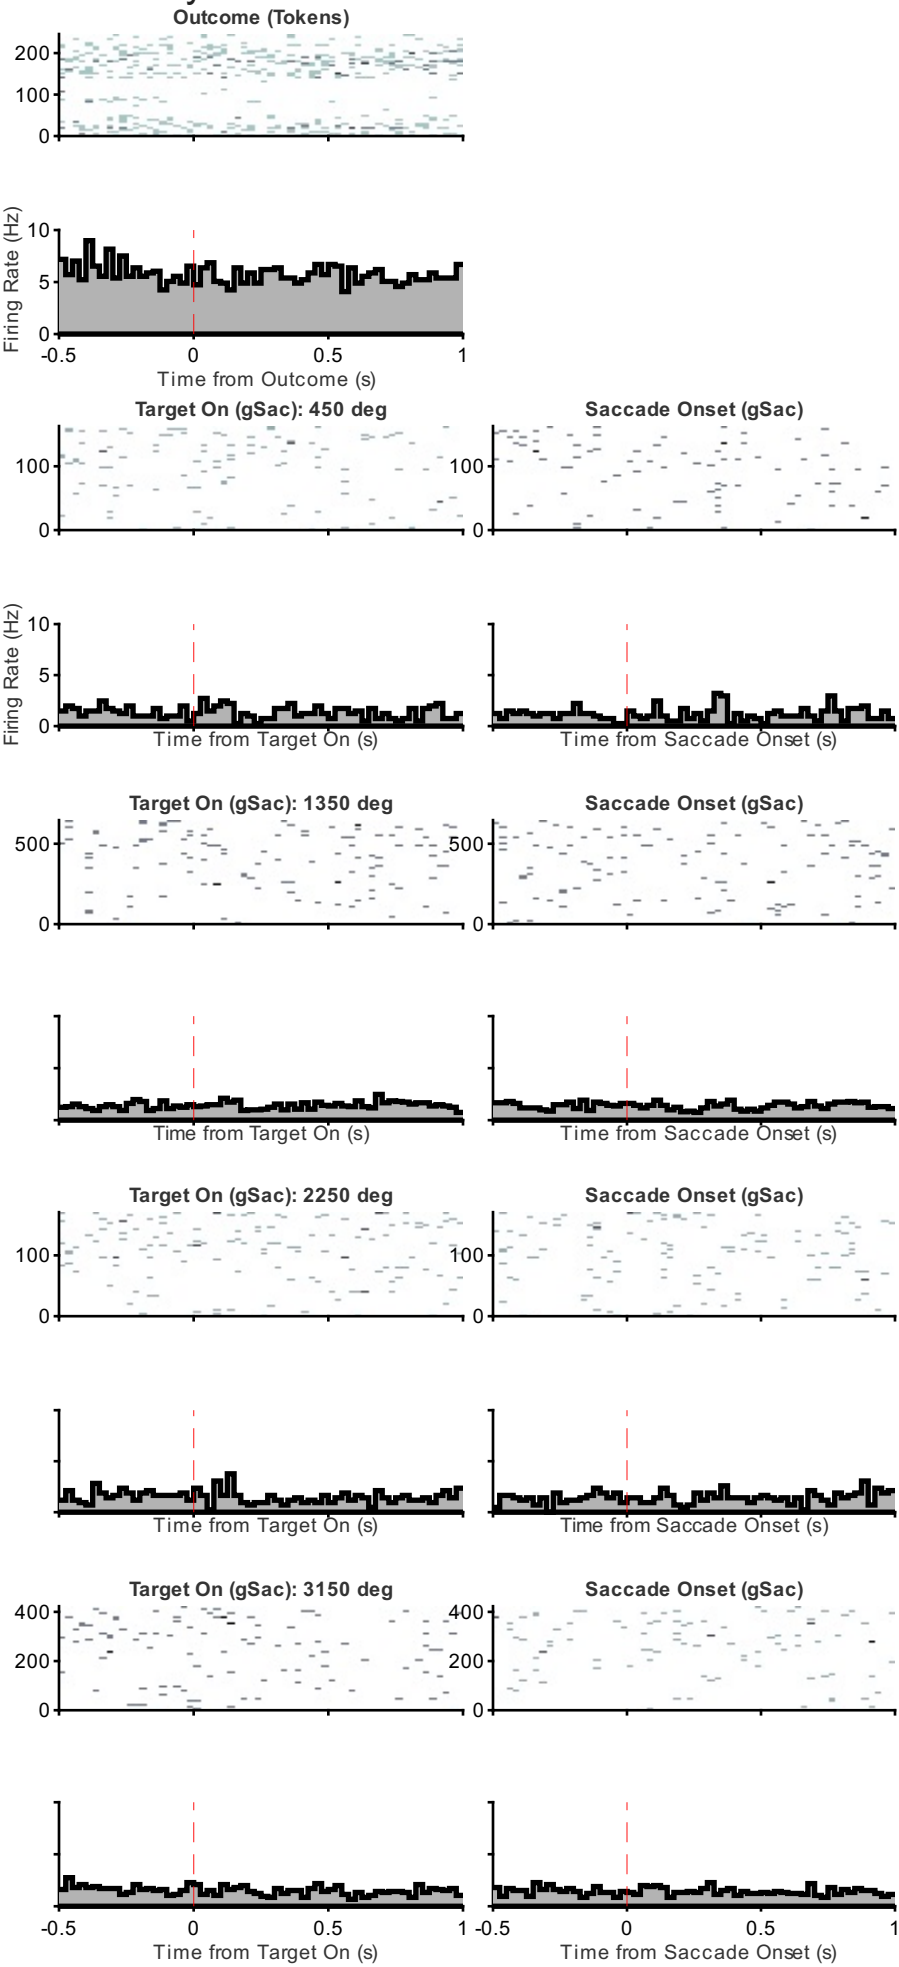 Outcome (Tokens)
200
100
0
Firing Rate (Hz)
10
5
0
-0.5 0 0.5 1
Time from Outcome (s)
Target On (gSac): 450 deg Saccade Onset (gSac)
100 100
0 0
Firing Rate (Hz)
10
5
0
Time from Target On (s) Time from Saccade Onset (s)
Target On (gSac): 1350 deg Saccade Onset (gSac)
500 500
0 0
Time from Target On (s) Time from Saccade Onset (s)
Target On (gSac): 2250 deg Saccade Onset (gSac)
100 100
0 0
Time from Target On (s) Time from Saccade Onset (s)
Target On (gSac): 3150 deg Saccade Onset (gSac)
400 400
200 200
0 0
-0.5 0 0.5 1 -0.5 0 0.5 1
Time from Target On (s) Time from Saccade Onset (s)